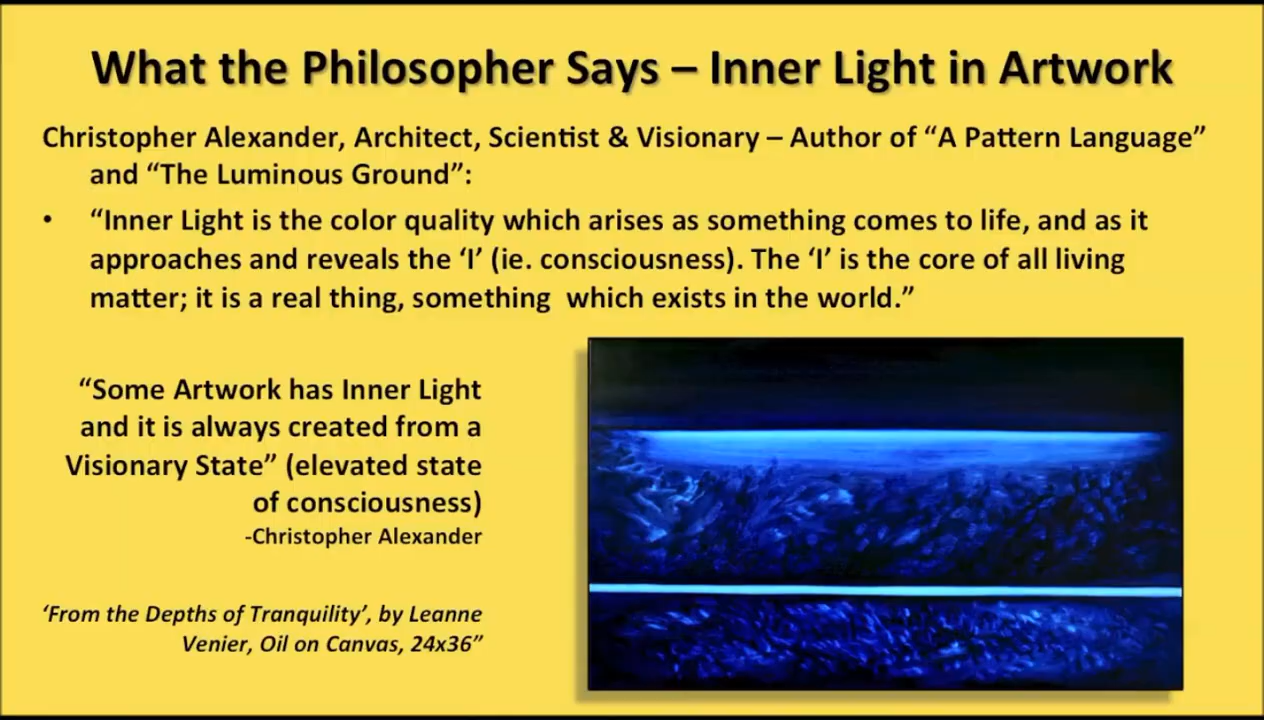 What the Philosopher Says – Inner Light in Artwork
Christopher Alexander, Architect, Scientist & Visionary – Author of “A Pattern Language”
and “The Luminous Ground”:
• “Inner Light is the color quality which arises as something comes to life, and as it
approaches and reveals the ‘I’ (ie. consciousness). The ‘I’ is the core of all living
matter; it is a real thing, something which exists in the world.”
“Some Artwork has Inner Light
and it is always created from a
Visionary State” (elevated state
of consciousness)
-Christopher Alexander
‘From the Depths of Tranquility’, by Leanne
Venier, Oil on Canvas, 24x36”